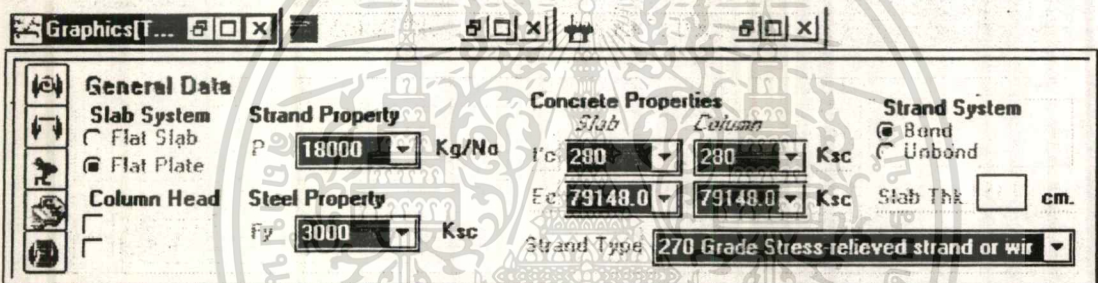 Graphics[T...
General Data
Slab System
Flat Slab
Flat Plate
Column Head
Strand Property
P 18000 Kg/No
Steel Property
Fy 3000 Ksc
Concrete Properties
Slab Column
Fc 280 280 Ksc
Ec 79148.0 79148.0 Ksc
Strand Type 270 Grade Stress-relieved strand or wir
Strand System
Bond
Unbond
Slab Thk cm.